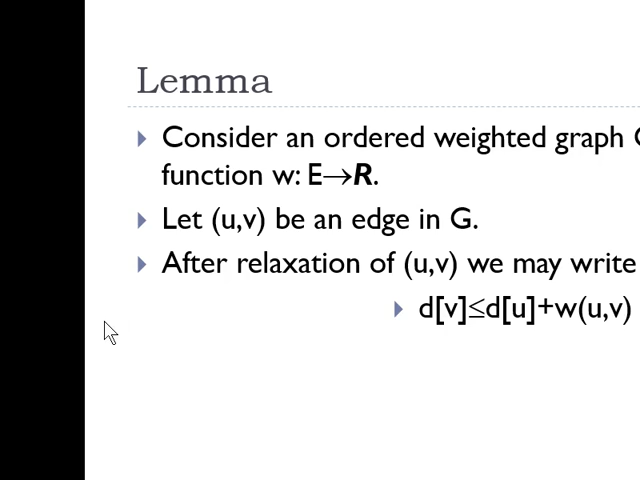 Lemma
Consider an ordered weighted graph
function w: E→R.
Let (u,v) be an edge in G.
After relaxation of (u,v) we may write
d[v]≤d[u]+w(u,v)